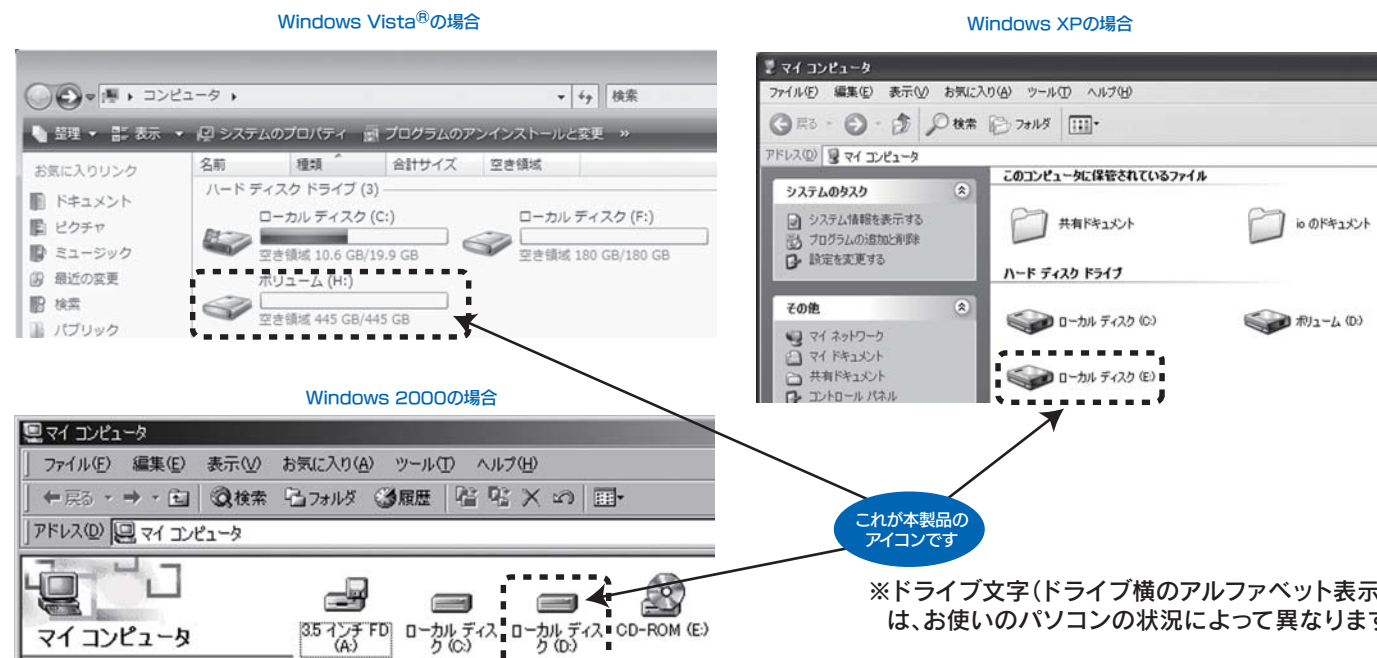 Windows Vista®の場合
コンピュータ
検索
整理 表示 システムのプロパティ プログラムのアンインストールと変更 »
お気に入りリンク
ドキュメント
ピクチャ
ミュージック
最近の変更
検索
パブリック
名前 種類 合計サイズ 空き領域
ハード ディスク ドライブ (3)
ローカル ディスク (C:)
空き領域 10.6 GB/19.9 GB
ローカル ディスク (F:)
空き領域 180 GB/180 GB
ボリューム (H:)
空き領域 445 GB/445 GB
Windows XPの場合
マイ コンピュータ
ファイル(F) 編集(E) 表示(V) お気に入り(A) ツール(T) ヘルプ(H)
戻る 検索 フォルダ
アドレス(D) マイ コンピュータ
システムのタスク
システム情報を表示する
プログラムの追加と削除
設定を変更する
その他
マイ ネットワーク
マイ ドキュメント
共有ドキュメント
コントロール パネル
このコンピュータに保管されているファイル
共有ドキュメント
io のドキュメント
ハード ディスク ドライブ
ローカル ディスク (C:)
ボリューム (D:)
ローカル ディスク (E:)
Windows 2000の場合
マイ コンピュータ
ファイル(F) 編集(E) 表示(V) お気に入り(A) ツール(T) ヘルプ(H)
戻る 検索 フォルダ 履歴
アドレス(D) マイ コンピュータ
マイ コンピュータ
3.5 インチ FD
(A:)
ローカル ディス
ク (C:)
ローカル ディス
ク (D:)
CD-ROM (E:)
これが本製品の
アイコンです
※ドライブ文字(ドライブ横のアルファベット表示
は、お使いのパソコンの状況によって異なります